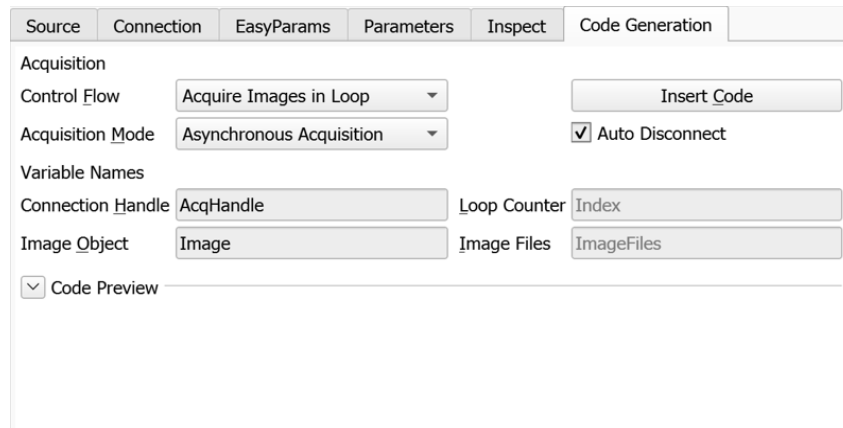 Source Connection EasyParams Parameters Inspect Code Generation
Acquisition
Control Flow Acquire Images in Loop Insert Code
Acquisition Mode Asynchronous Acquisition Auto Disconnect
Variable Names
Connection Handle AcqHandle Loop Counter Index
Image Object Image Image Files ImageFiles
Code Preview